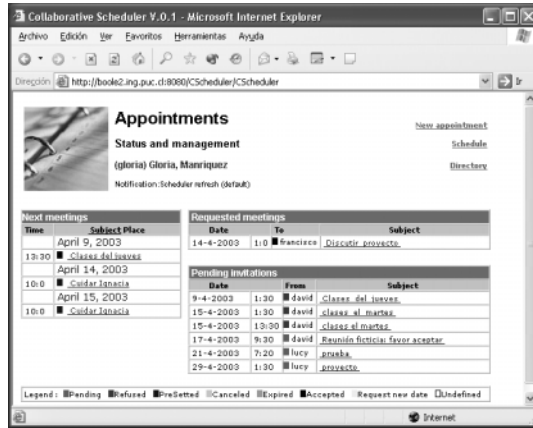 Collaborative Scheduler V.0.1 - Microsoft Internet Explorer
Archivo Edición Ver Favoritos Herramientas Ayuda
Dirección http://boole2.ing.puc.cl:8080/CScheduler/CScheduler Ir
Appointments
New appointment
Status and management
Schedule
(gloria) Gloria, Manriquez
Directory
Notification:Scheduler refresh (default)
Next meetings
Time Subject Place
April 9, 2003
13:30 Clases del jueves
April 14, 2003
10:0 Cuidar Ignacia
April 15, 2003
10:0 Cuidar Ignacia
Requested meetings
Date To Subject
14-4-2003 1:0 francisco Discutir proyecto
Pending invitations
Date From Subject
9-4-2003 1:30 david Clases del jueves
15-4-2003 1:30 david clases el martes
15-4-2003 13:30 david clases el martes
17-4-2003 9:30 david Reunión ficticia: favor aceptar
21-4-2003 7:20 lucy prueba
29-4-2003 1:30 lucy proyecto
Legend: Pending Refused PreSetted Canceled Expired Accepted Request new date Undefined
Internet